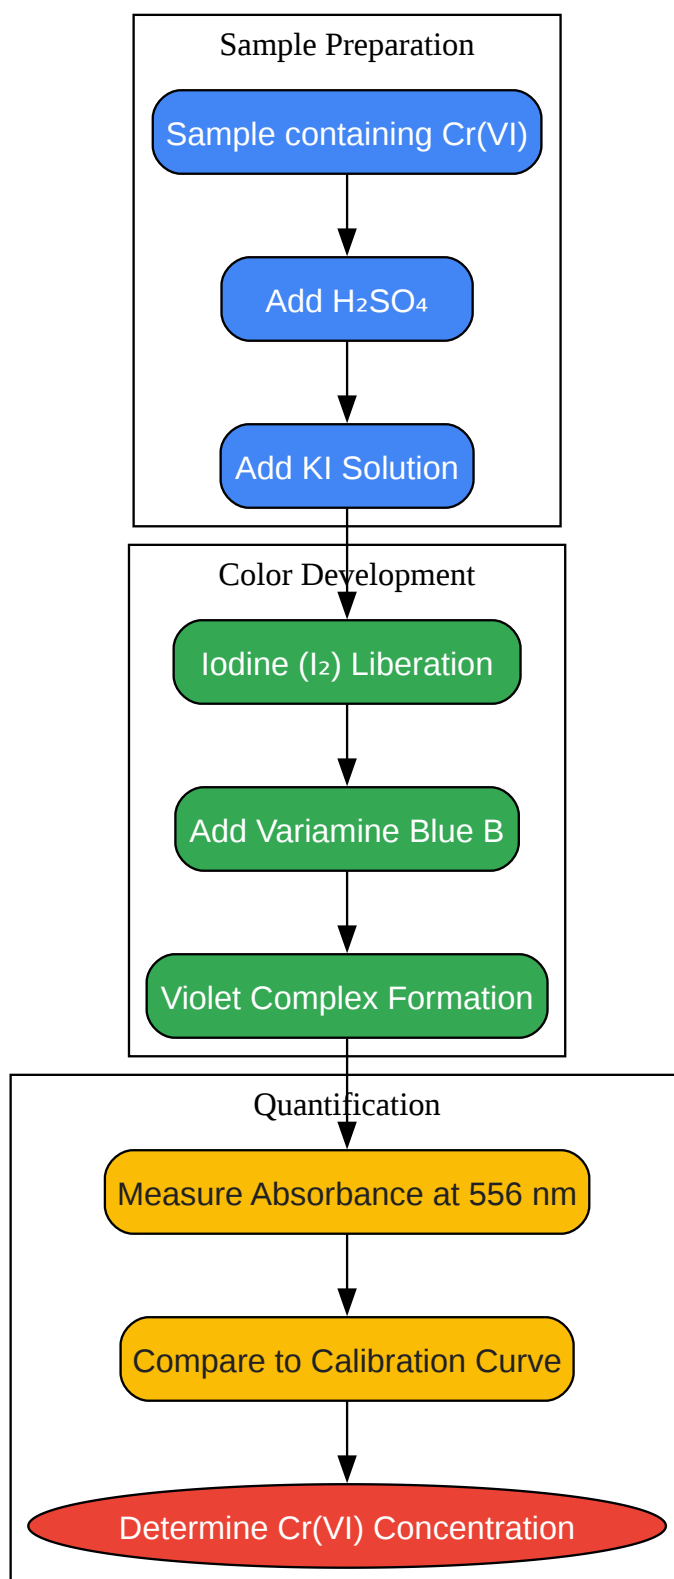 Sample Preparation
Sample containing Cr(VI)
Add H₂SO₄
Add KI Solution
Color Development
Iodine (I₂) Liberation
Add Variamine Blue B
Violet Complex Formation
Quantification
Measure Absorbance at 556 nm
Compare to Calibration Curve
Determine Cr(VI) Concentration